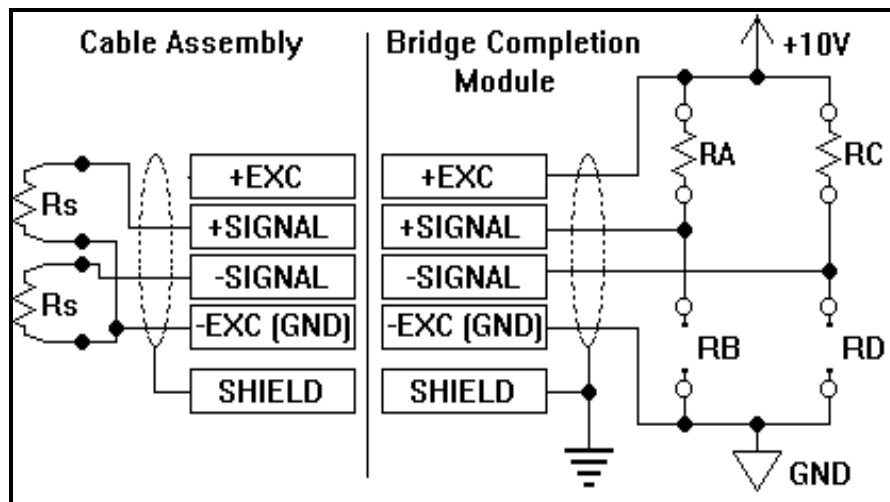 Cable Assembly
Bridge Completion
Module
+10V
Rs
Rs
+EXC
+SIGNAL
-SIGNAL
-EXC (GND)
SHIELD
+EXC
+SIGNAL
-SIGNAL
-EXC (GND)
SHIELD
RA
RC
RB
RD
GND